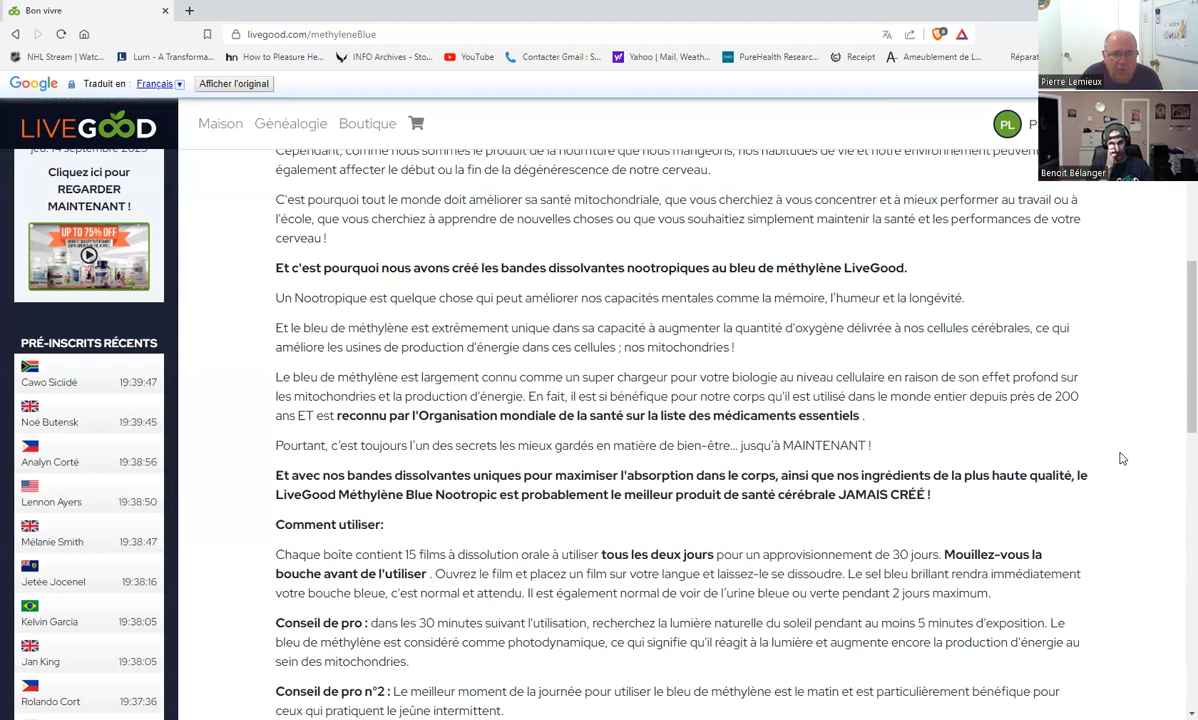 Bon vivre
livegood.com/methyleneBlue
NHL Stream | Watc...
Lurn - A Transforma...
How to Pleasure He...
INFO Archives - Sto...
YouTube
Contacter Gmail : S...
Yahoo | Mail, Weath...
PureHealth Researc...
Receipt
Ameublement de L...
Répara
Google
Traduit en :
Français
Afficher l'original
Pierre Lemieux
Benoit Bélanger
LIVEGOOD
Maison
Généalogie
Boutique
PL
jeu. 14 septembre 2023
Cliquez ici pour
REGARDER
MAINTENANT !
UP TO 75% OFF
PRÉ-INSCRITS RÉCENTS
Cawo Siciidé 19:39:47
Noé Butensk 19:39:45
Analyn Corté 19:38:56
Lennon Ayers 19:38:50
Mélanie Smith 19:38:47
Jetée Jocenel 19:38:16
Kelvin Garcia 19:38:05
Jan King 19:38:05
Rolando Cort 19:37:36
Cependant, comme nous sommes le produit de la nourriture que nous mangeons, nos habitudes de vie et notre environnement peuvent
également affecter le début ou la fin de la dégénérescence de notre cerveau.
C'est pourquoi tout le monde doit améliorer sa santé mitochondriale, que vous cherchiez à vous concentrer et à mieux performer au travail ou à
l'école, que vous cherchiez à apprendre de nouvelles choses ou que vous souhaitiez simplement maintenir la santé et les performances de votre
cerveau !
Et c'est pourquoi nous avons créé les bandes dissolvantes nootropiques au bleu de méthylène LiveGood.
Un Nootropique est quelque chose qui peut améliorer nos capacités mentales comme la mémoire, l'humeur et la longévité.
Et le bleu de méthylène est extrêmement unique dans sa capacité à augmenter la quantité d'oxygène délivrée à nos cellules cérébrales, ce qui
améliore les usines de production d'énergie dans ces cellules ; nos mitochondries !
Le bleu de méthylène est largement connu comme un super chargeur pour votre biologie au niveau cellulaire en raison de son effet profond sur
les mitochondries et la production d'énergie. En fait, il est si bénéfique pour notre corps qu'il est utilisé dans le monde entier depuis près de 200
ans ET est reconnu par l'Organisation mondiale de la santé sur la liste des médicaments essentiels .
Pourtant, c'est toujours l'un des secrets les mieux gardés en matière de bien-être... jusqu'à MAINTENANT !
Et avec nos bandes dissolvantes uniques pour maximiser l'absorption dans le corps, ainsi que nos ingrédients de la plus haute qualité, le
LiveGood Méthylène Blue Nootropic est probablement le meilleur produit de santé cérébrale JAMAIS CRÉÉ !
Comment utiliser:
Chaque boîte contient 15 films à dissolution orale à utiliser tous les deux jours pour un approvisionnement de 30 jours. Mouillez-vous la
bouche avant de l'utiliser . Ouvrez le film et placez un film sur votre langue et laissez-le se dissoudre. Le sel bleu brillant rendra immédiatement
votre bouche bleue, c'est normal et attendu. Il est également normal de voir de l'urine bleue ou verte pendant 2 jours maximum.
Conseil de pro : dans les 30 minutes suivant l'utilisation, recherchez la lumière naturelle du soleil pendant au moins 5 minutes d'exposition. Le
bleu de méthylène est considéré comme photodynamique, ce qui signifie qu'il réagit à la lumière et augmente encore la production d'énergie au
sein des mitochondries.
Conseil de pro n°2 : Le meilleur moment de la journée pour utiliser le bleu de méthylène est le matin et est particulièrement bénéfique pour
ceux qui pratiquent le jeûne intermittent.